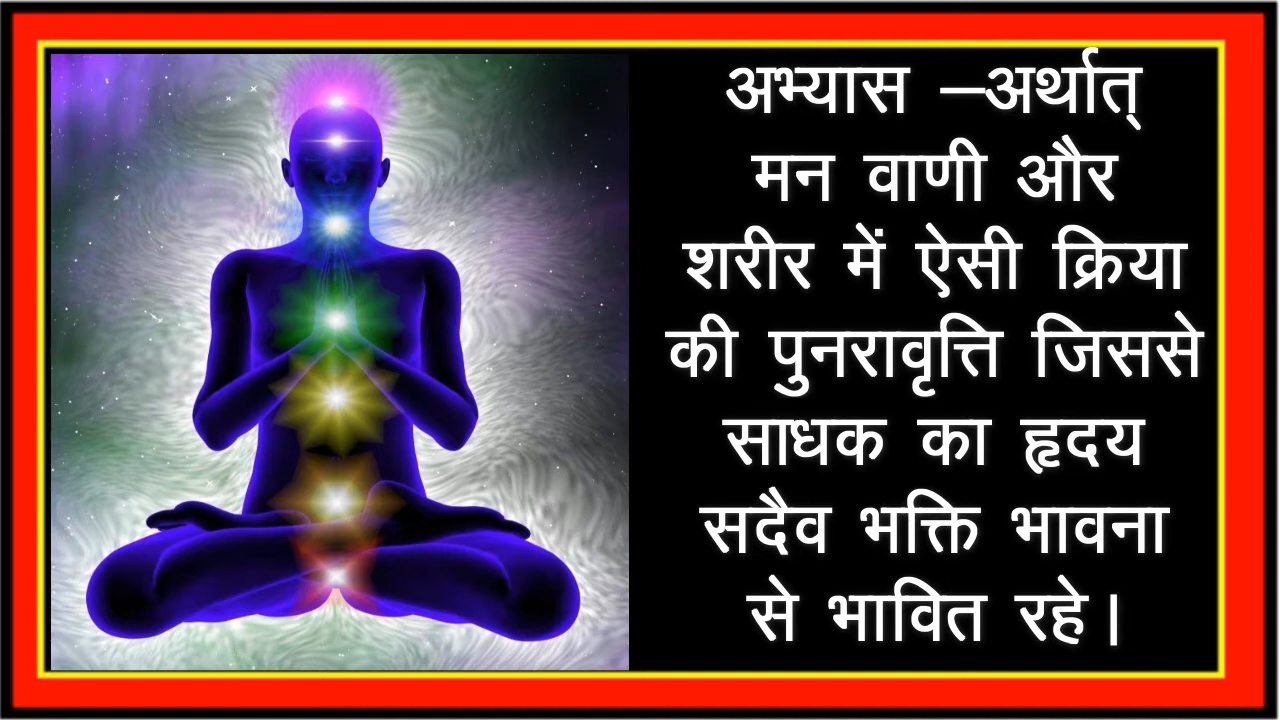 अभ्यास –अर्थात्
मन वाणी और
शरीर में ऐसी क्रिया
की पुनरावृत्ति जिससे
साधक का हृदय
सदैव भक्ति भावना
से भावित रहे।